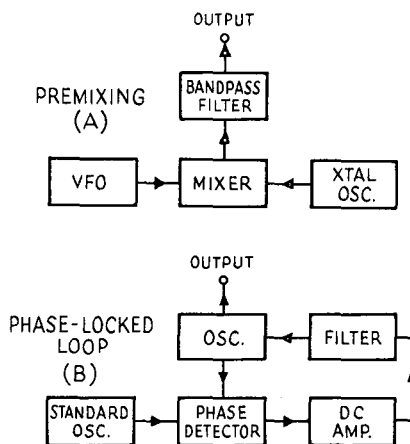 OUTPUT
BANDPASS
FILTER
PREMIXING
(A)
VFO
MIXER
XTAL
OSC.
OUTPUT
PHASE-LOCKED
LOOP
(B)
OSC.
FILTER
STANDARD
OSC.
PHASE
DETECTOR
DC
AMP.